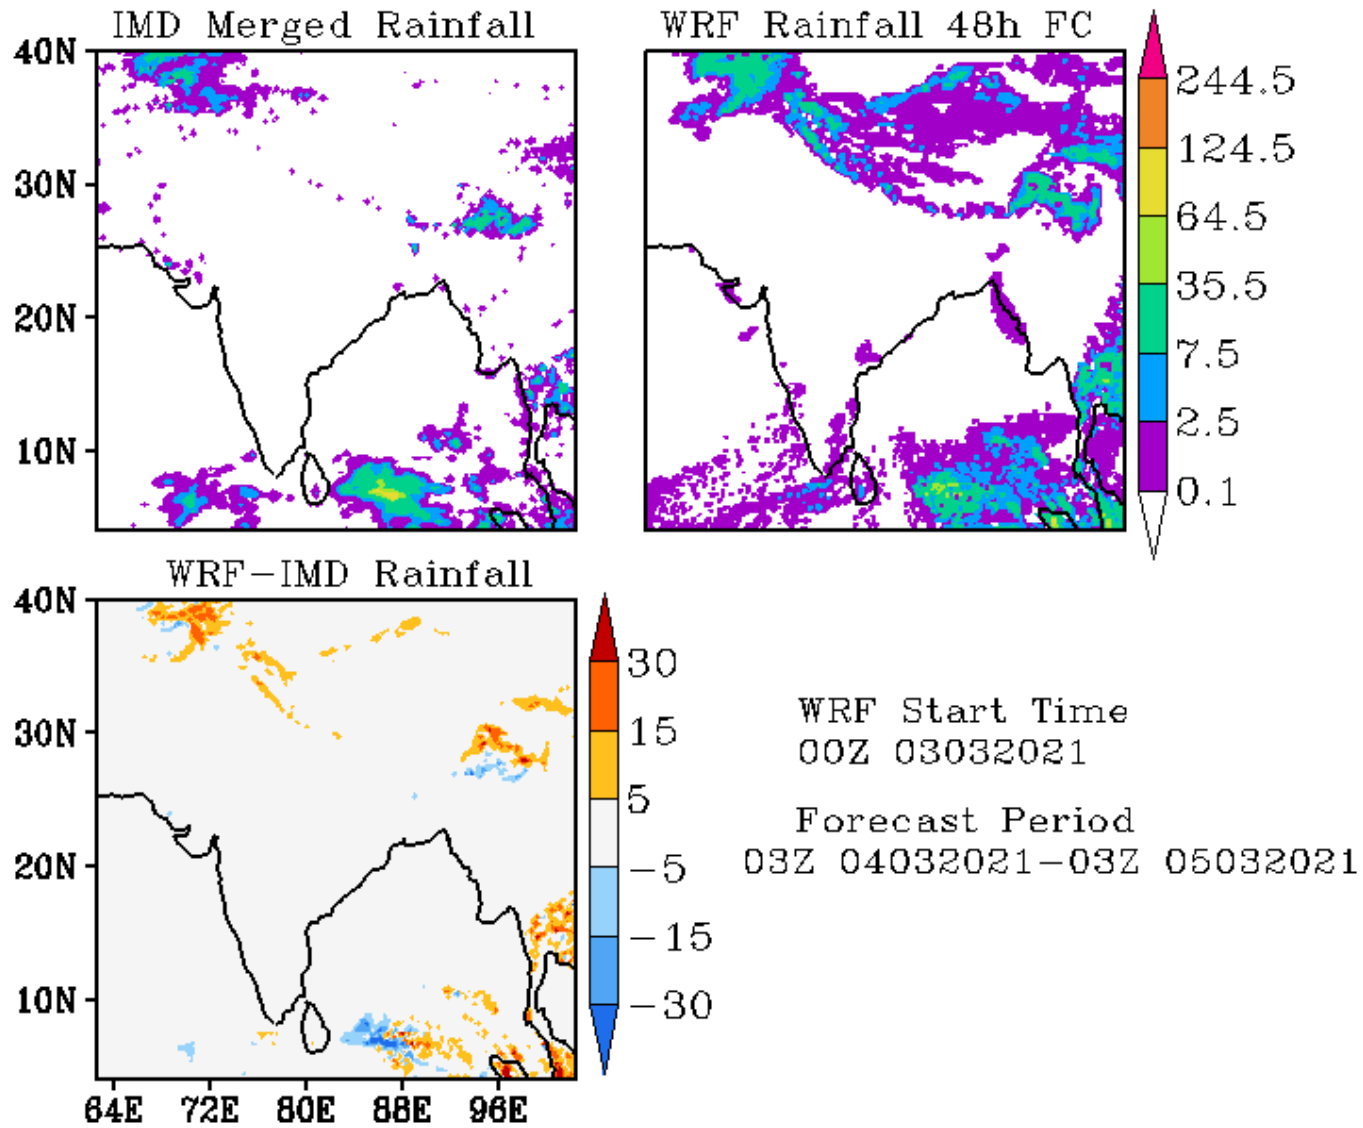 IMD Merged Rainfall
WRF Rainfall 48h FC
40N
30N
20N
10N
244.5
124.5
64.5
35.5
7.5
2.5
0.1
WRF-IMD Rainfall
40N
30N
20N
10N
64E 72E 80E 88E 96E
30
15
5
-5
-15
-30
WRF Start Time
00Z 03032021
Forecast Period
03Z 04032021-03Z 05032021